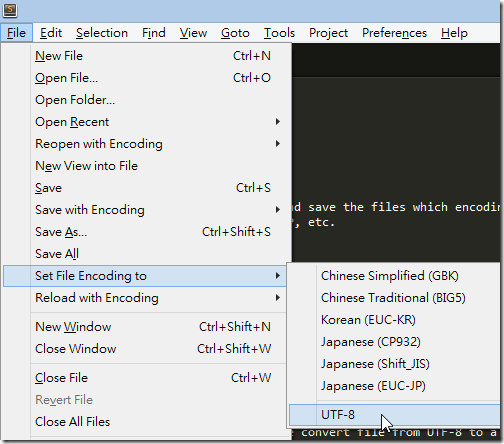 File Edit Selection Find View Goto Tools Project Preferences Help
New File Ctrl+N
Open File... Ctrl+O
Open Folder...
Open Recent
Reopen with Encoding
New View into File
Save Ctrl+S
Save with Encoding
Save As... Ctrl+Shift+S
Save All
Set File Encoding to
Reload with Encoding
New Window Ctrl+Shift+N
Close Window Ctrl+Shift+W
Close File Ctrl+W
Revert File
Close All Files
Chinese Simplified (GBK)
Chinese Traditional (BIG5)
Korean (EUC-KR)
Japanese (CP932)
Japanese (Shift_JIS)
Japanese (EUC-JP)
UTF-8
save the files which encodin
, etc.
convert file from UTF-8 to a